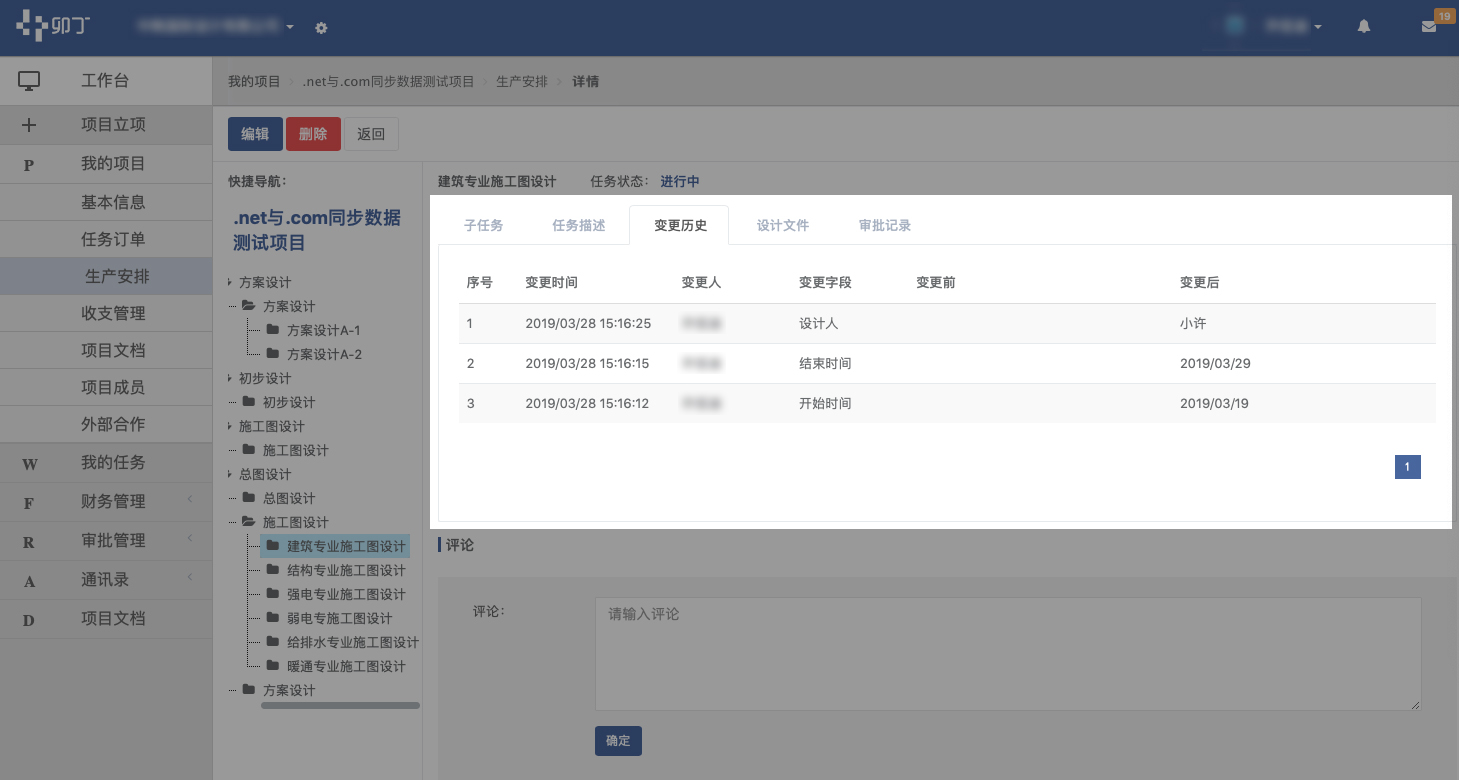 卯丁
19
工作台
项目立项
P 我的项目
基本信息
任务订单
生产安排
收支管理
项目文档
项目成员
外部合作
W 我的任务
F 财务管理
R 审批管理
A 通讯录
D 项目文档
我的项目 .net与.com同步数据测试项目 生产安排 详情
编辑 删除 返回
快捷导航：
.net与.com同步数据
测试项目
方案设计
方案设计
方案设计A-1
方案设计A-2
初步设计
初步设计
施工图设计
施工图设计
总图设计
总图设计
施工图设计
建筑专业施工图设计
结构专业施工图设计
强电专业施工图设计
弱电专施工图设计
给排水专业施工图设计
暖通专业施工图设计
方案设计
建筑专业施工图设计 任务状态： 进行中
子任务 任务描述 变更历史 设计文件 审批记录
序号 变更时间 变更人 变更字段 变更前 变更后
1 2019/03/28 15:16:25 设计人 小许
2 2019/03/28 15:16:15 结束时间 2019/03/29
3 2019/03/28 15:16:12 开始时间 2019/03/19
1
评论
评论：
请输入评论
确定